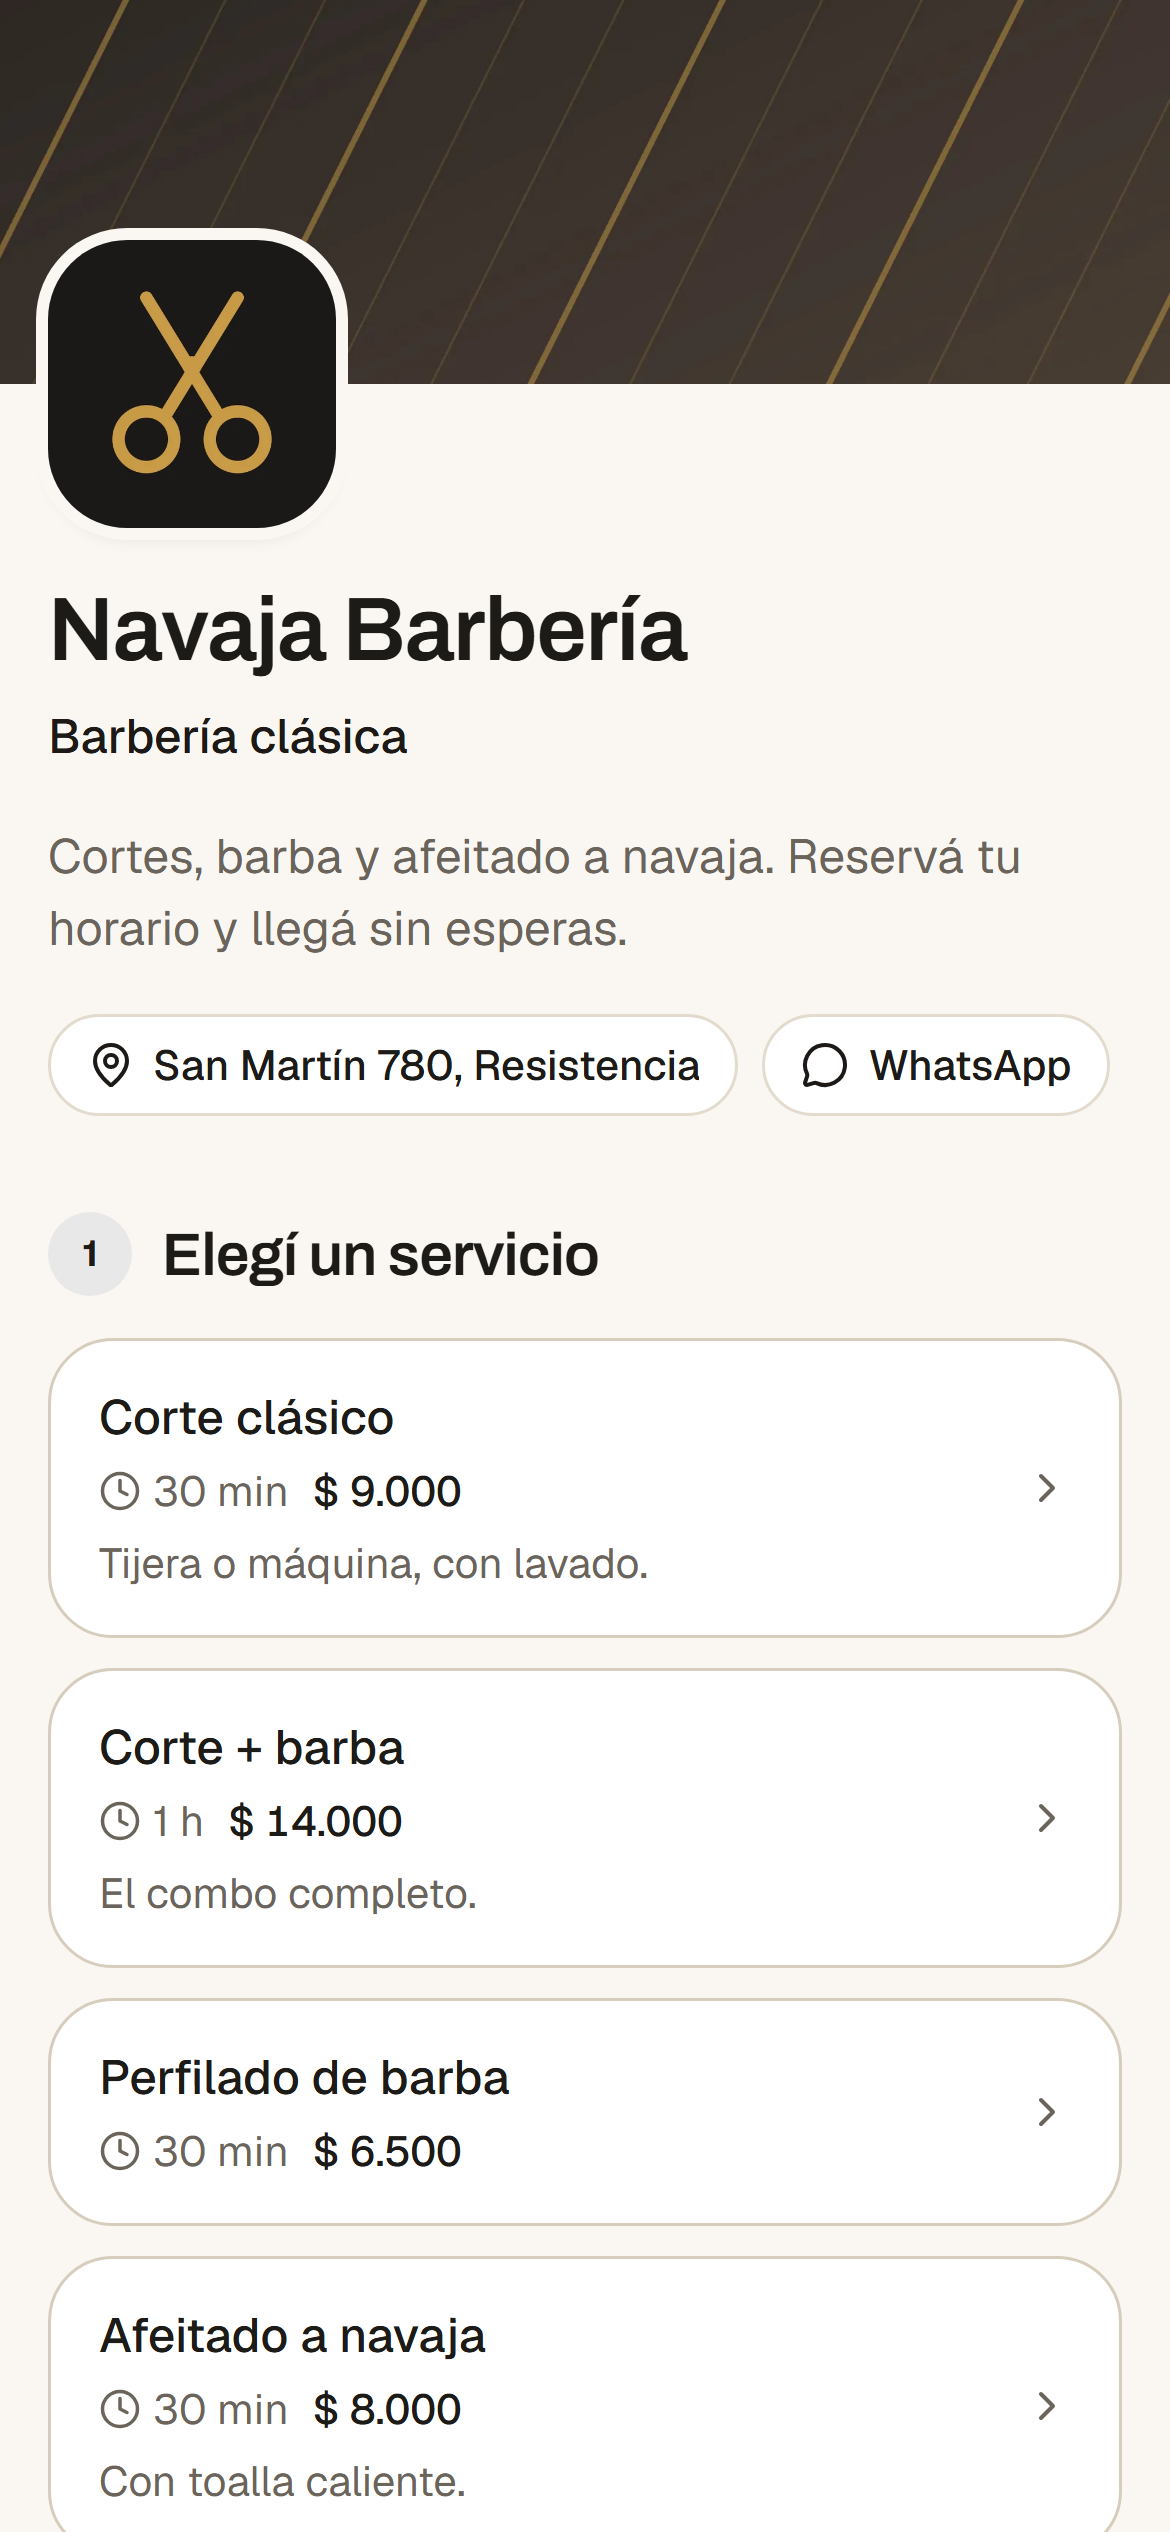 Navaja Barbería
Barbería clásica
Cortes, barba y afeitado a navaja. Reservá tu
horario y llegá sin esperas.
San Martín 780, Resistencia
WhatsApp
1
Elegí un servicio
Corte clásico
30 min $ 9.000
Tijera o máquina, con lavado.
Corte + barba
1 h $ 14.000
El combo completo.
Perfilado de barba
30 min $ 6.500
Afeitado a navaja
30 min $ 8.000
Con toalla caliente.